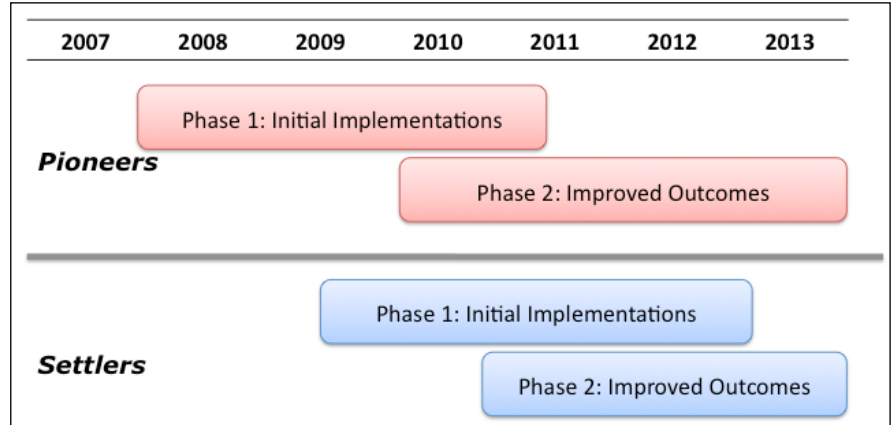 2007 2008 2009 2010 2011 2012 2013
Phase 1: Initial Implementations
Pioneers
Phase 2: Improved Outcomes
Phase 1: Initial Implementations
Settlers
Phase 2: Improved Outcomes